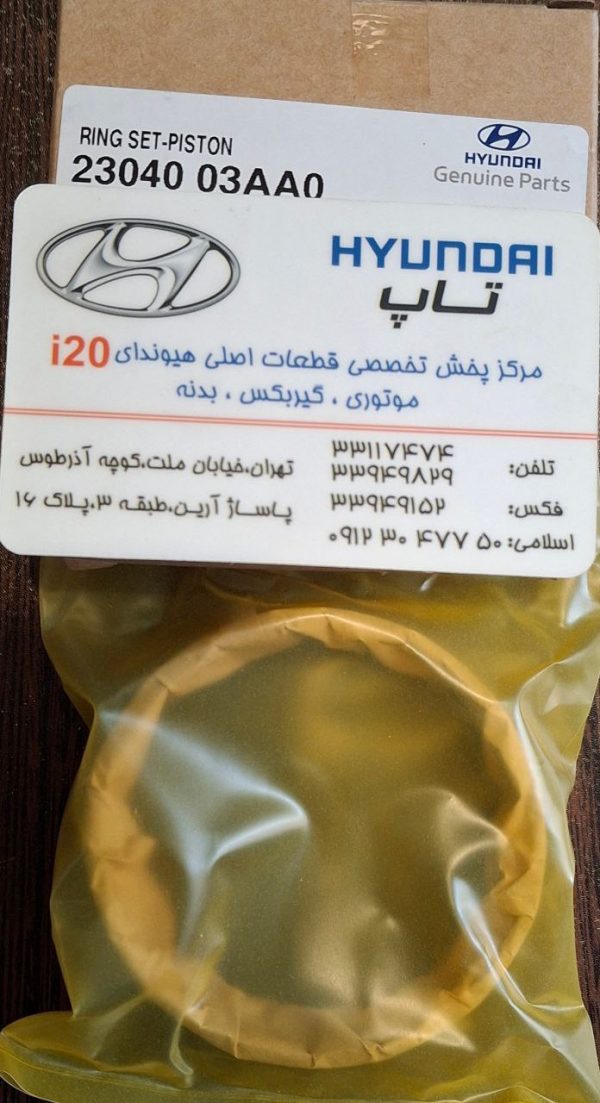 RING SET-PISTON
23040 03AA0
HYUNDAI
Genuine Parts
HYUNDAI
تاپ
مرکز پخش تخصصی قطعات اصلی هیوندای i20
موتوری ، گیربکس ، بدنه
تلفن: ۳۳۱۱۷۴۷۴
۳۳۹۴۹۸۲۹
فکس: ۳۳۹۴۹۱۵۲
اسلامی: ۰۹۱۲ ۳۰ ۴۷۷ ۵۰
تهران،خیابان ملت،کوچه آذرطوس
پاساژ آرین،طبقه ۳،پلاک ۱۶